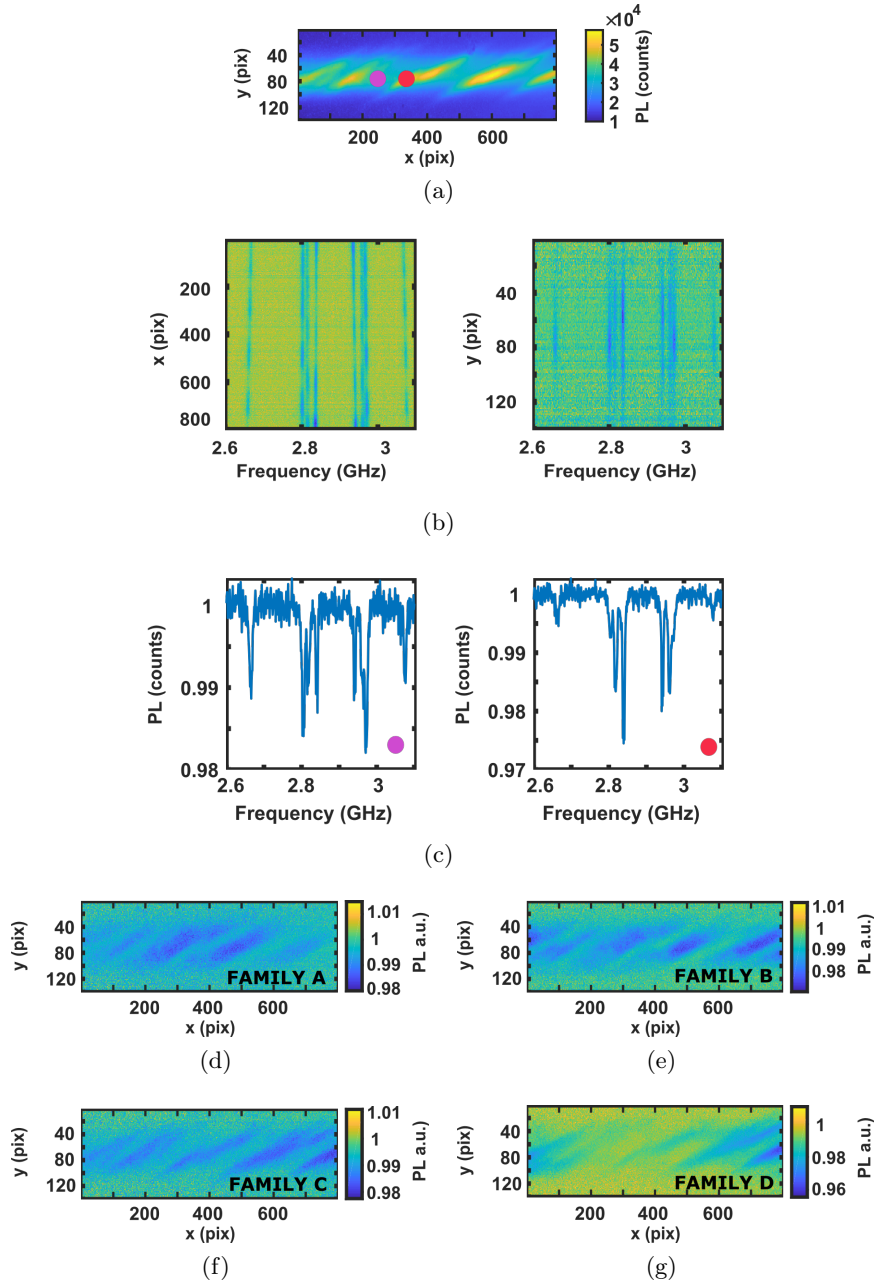 ×10⁴
y (pix)
40
80
120
200 400 600
x (pix)
5
4
3
2
1
PL (counts)
(a)
x (pix)
200
400
600
800
2.6 2.8 3
Frequency (GHz)
y (pix)
40
80
120
2.6 2.8 3
Frequency (GHz)
(b)
PL (counts)
1
0.99
0.98
2.6 2.8 3
Frequency (GHz)
PL (counts)
1
0.99
0.98
0.97
2.6 2.8 3
Frequency (GHz)
(c)
y (pix)
40
80
120
FAMILY A
200 400 600
x (pix)
1.01
1
0.99
0.98
PL a.u.
(d)
y (pix)
40
80
120
FAMILY B
200 400 600
x (pix)
1.01
1
0.99
0.98
PL a.u.
(e)
y (pix)
40
80
120
FAMILY C
200 400 600
x (pix)
1.01
1
0.99
0.98
PL a.u.
(f)
y (pix)
40
80
120
FAMILY D
200 400 600
x (pix)
1
0.98
0.96
PL a.u.
(g)